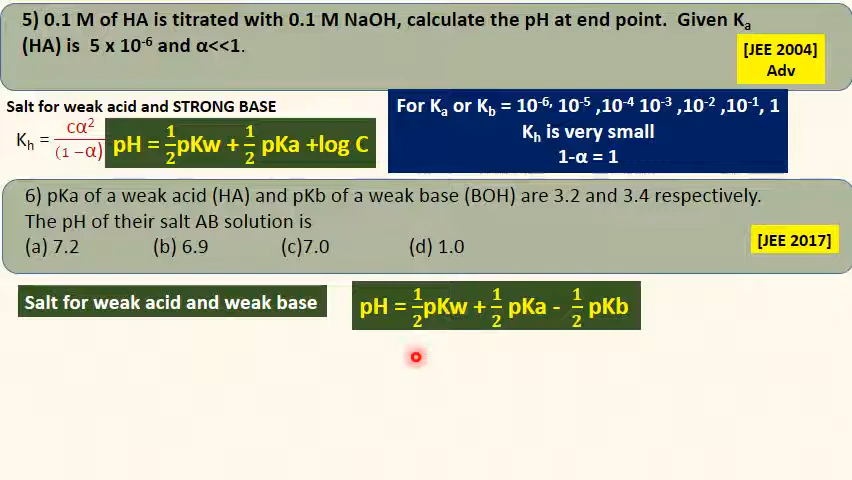 5) 0.1 M of HA is titrated with 0.1 M NaOH, calculate the pH at end point.  Given Kₐ
(HA) is  5 x 10⁻⁶ and α<<1.
[JEE 2004]
Adv
Salt for weak acid and STRONG BASE
Kₕ = cα² / (1 −α)
pH = 1/2 pKw + 1/2 pKa +log C
For Kₐ or K_b = 10⁻⁶, 10⁻⁵ ,10⁻⁴ 10⁻³ ,10⁻² ,10⁻¹, 1
Kₕ is very small
1-α = 1
6) pKa of a weak acid (HA) and pKb of a weak base (BOH) are 3.2 and 3.4 respectively.
The pH of their salt AB solution is
(a) 7.2 (b) 6.9 (c)7.0 (d) 1.0
[JEE 2017]
Salt for weak acid and weak base
pH = 1/2 pKw + 1/2 pKa - 1/2 pKb